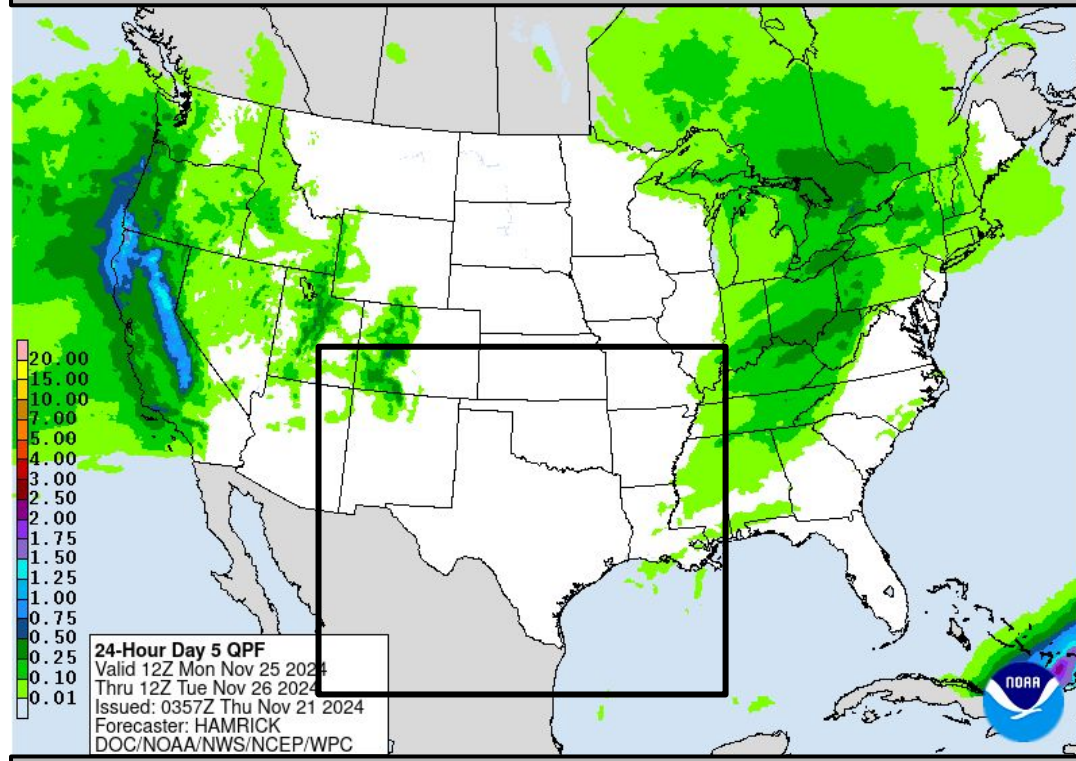 20.00
15.00
10.00
7.00
5.00
4.00
3.00
2.50
2.00
1.75
1.50
1.25
1.00
0.75
0.50
0.25
0.10
0.01
24-Hour Day 5 QPF
Valid 12Z Mon Nov 25 2024
Thru 12Z Tue Nov 26 2024
Issued: 0357Z Thu Nov 21 2024
Forecaster: HAMRICK
DOC/NOAA/NWS/NCEP/WPC
NOAA